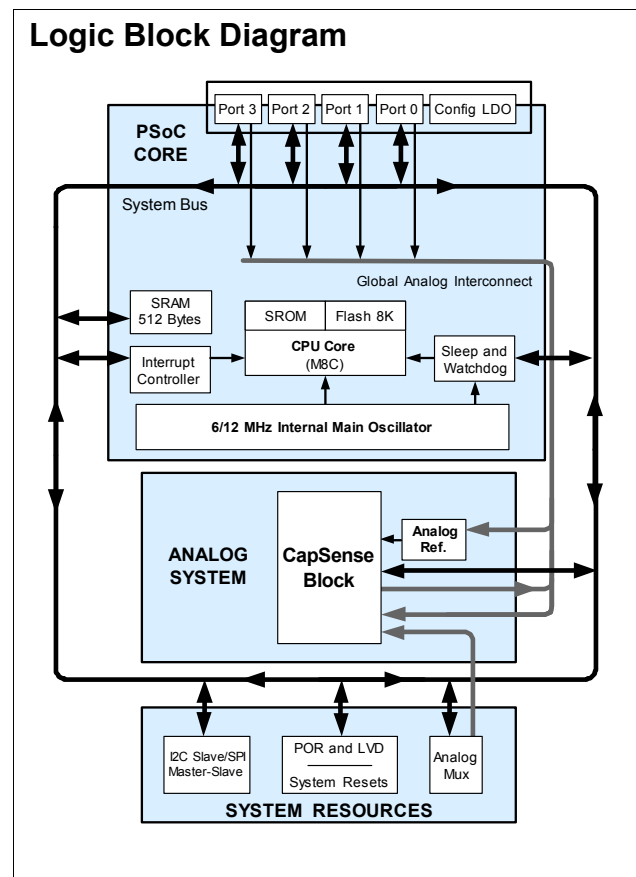 Logic Block Diagram
Port 3
Port 2
Port 1
Port 0
Config LDO
PSoC
CORE
System Bus
Global Analog Interconnect
SRAM
512 Bytes
SROM
Flash 8K
CPU Core
(M8C)
Interrupt
Controller
Sleep and
Watchdog
6/12 MHz Internal Main Oscillator
ANALOG
SYSTEM
CapSense
Block
Analog
Ref.
I2C Slave/SPI
Master-Slave
POR and LVD
System Resets
Analog
Mux
SYSTEM RESOURCES